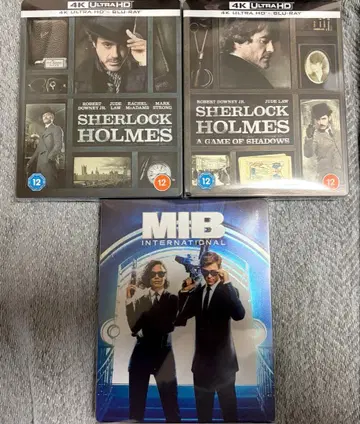 4K ULTRA HD
4K ULTRA HD + BLU-RAY
ROBERT DOWNEY JR. JUDE LAW RACHEL McADAMS MARK STRONG
SHERLOCK HOLMES
12
12
4K ULTRA HD
4K ULTRA HD + BLU-RAY
ROBERT DOWNEY JR. JUDE LAW
SHERLOCK HOLMES
A GAME OF SHADOWS
12
12
MIB
INTERNATIONAL